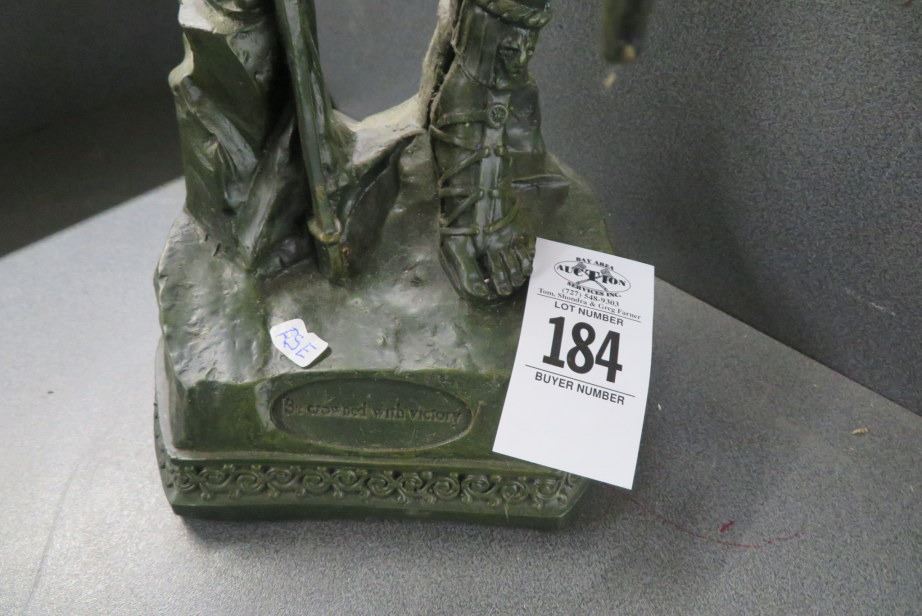 BAY AREA
AUCTION
SERVICES INC.
(727) 548-9303
Tom, Shondra & Greg Farner
LOT NUMBER
184
BUYER NUMBER
Be crowned with victory